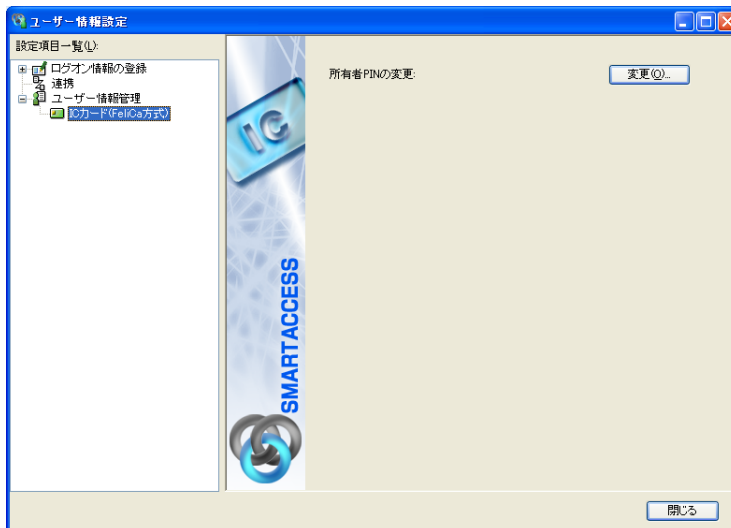 ユーザー情報設定
設定項目一覧(L):
ログオン情報の登録
連携
ユーザー情報管理
ICカード(FeliCa方式)
IC
SMARTACCESS
所有者PINの変更:
変更(O)...
閉じる